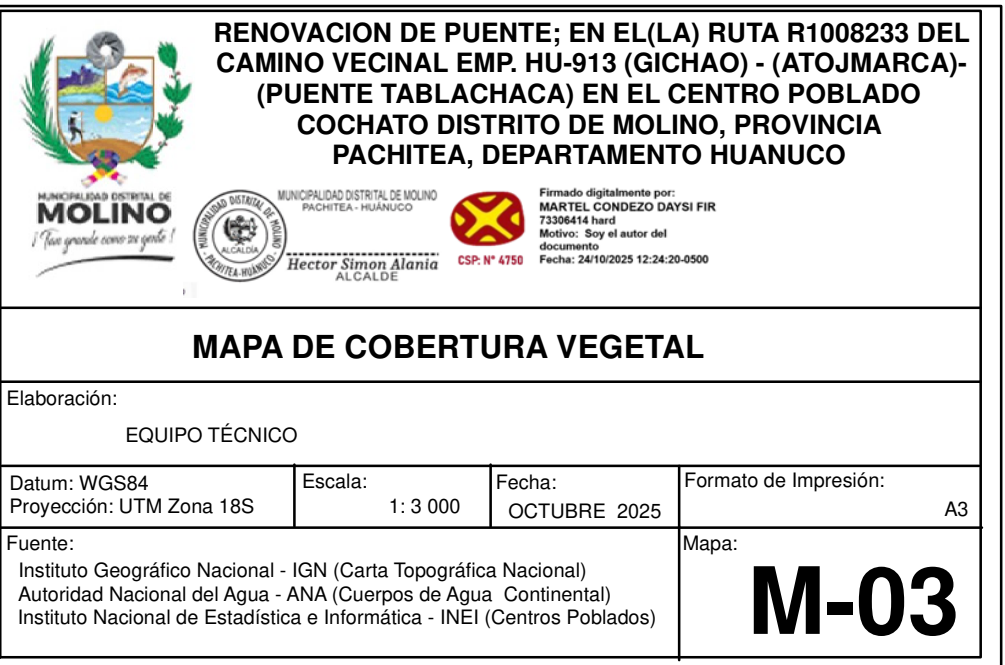 RENOVACION DE PUENTE; EN EL(LA) RUTA R1008233 DEL
CAMINO VECINAL EMP. HU-913 (GICHAO) - (ATOJMARCA)-
(PUENTE TABLACHACA) EN EL CENTRO POBLADO
COCHATO DISTRITO DE MOLINO, PROVINCIA
PACHITEA, DEPARTAMENTO HUANUCO
MUNICIPALIDAD DISTRITAL DE
MOLINO
¡Tan grande como su gente!
MUNICIPALIDAD DISTRITAL DE MOLINO
ALCALDÍA
PACHITEA-HUÁNUCO
MUNICIPALIDAD DISTRITAL DE MOLINO
PACHITEA - HUÁNUCO
Hector Simon Alania
ALCALDE
CSP: N° 4750
Firmado digitalmente por:
MARTEL CONDEZO DAYSI FIR
73306414 hard
Motivo: Soy el autor del
documento
Fecha: 24/10/2025 12:24:20-0500
MAPA DE COBERTURA VEGETAL
Elaboración:
EQUIPO TÉCNICO
Datum: WGS84
Proyección: UTM Zona 18S
Escala:
1: 3 000
Fecha:
OCTUBRE 2025
Formato de Impresión:
A3
Fuente:
Instituto Geográfico Nacional - IGN (Carta Topográfica Nacional)
Autoridad Nacional del Agua - ANA (Cuerpos de Agua Continental)
Instituto Nacional de Estadística e Informática - INEI (Centros Poblados)
Mapa:
M-03